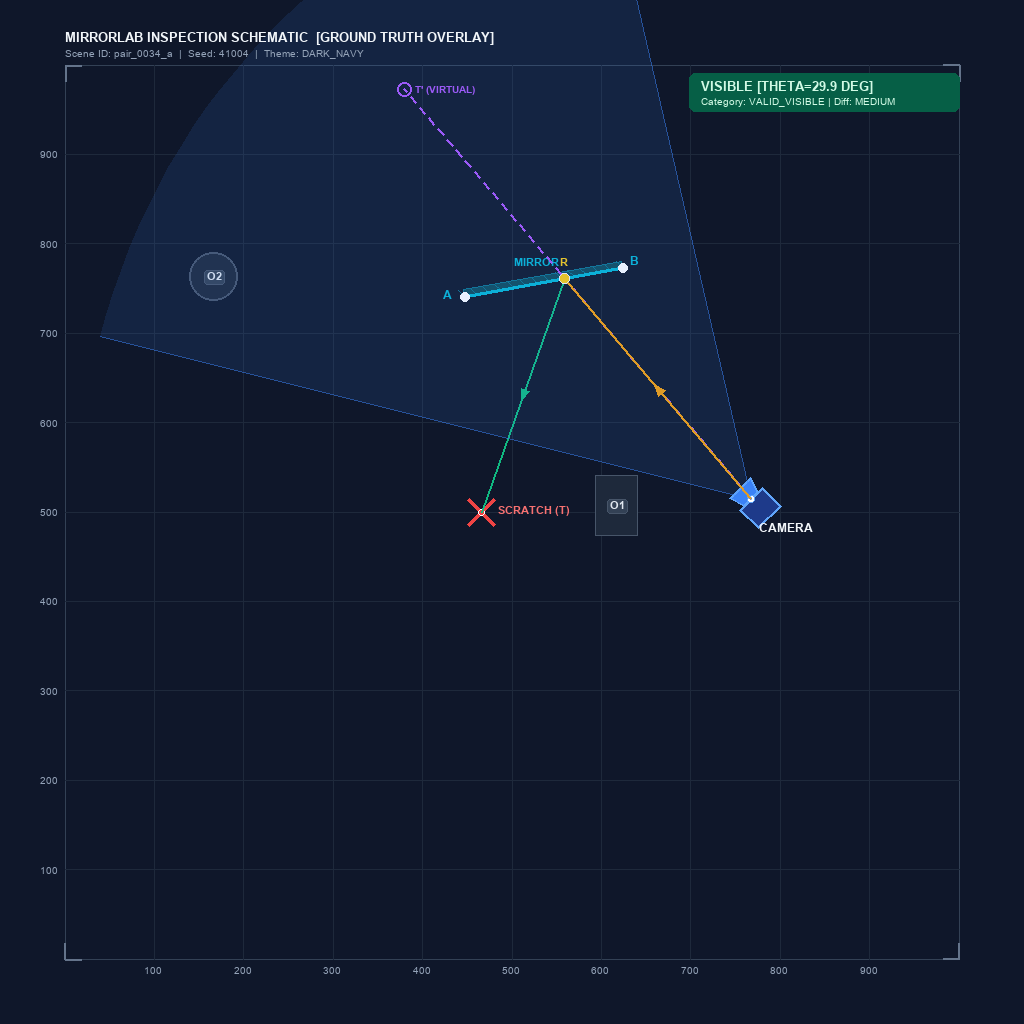 MIRRORLAB INSPECTION SCHEMATIC [GROUND TRUTH OVERLAY]
Scene ID: pair_0034_a | Seed: 41004 | Theme: DARK_NAVY
VISIBLE [THETA=29.9 DEG]
Category: VALID_VISIBLE | Diff: MEDIUM
T' (VIRTUAL)
900
800
MIRROR
R
B
O2
A
700
600
O1
500
SCRATCH (T)
CAMERA
400
300
200
100
100 200 300 400 500 600 700 800 900